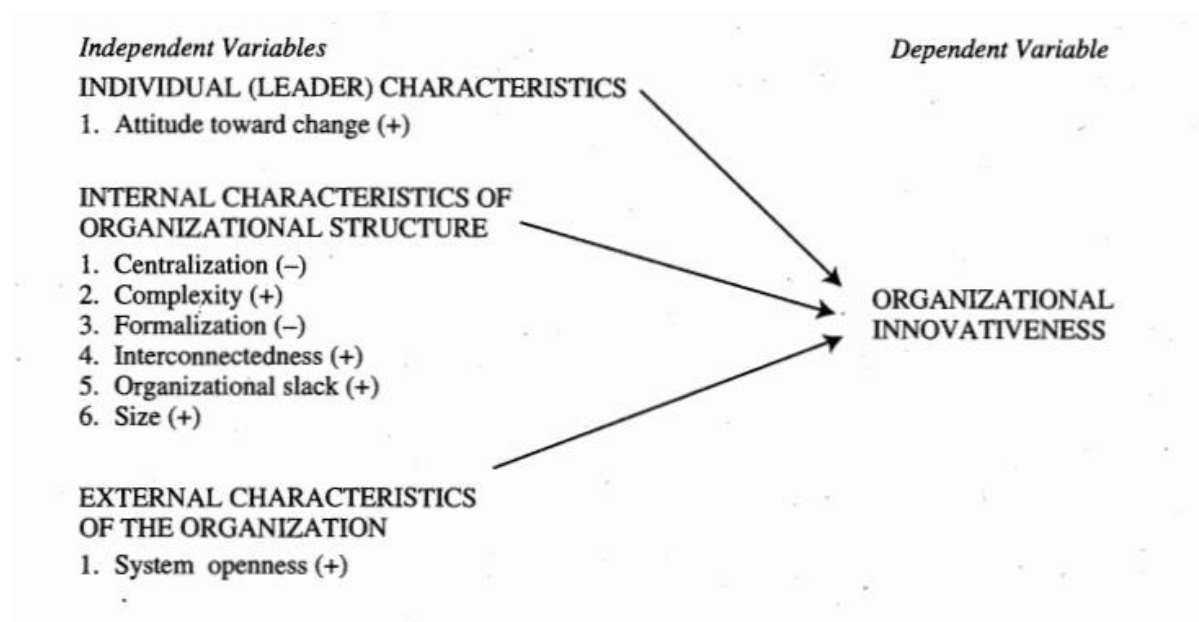 Independent Variables
Dependent Variable
INDIVIDUAL (LEADER) CHARACTERISTICS
1. Attitude toward change (+)
INTERNAL CHARACTERISTICS OF
ORGANIZATIONAL STRUCTURE
1. Centralization (–)
2. Complexity (+)
3. Formalization (–)
4. Interconnectedness (+)
5. Organizational slack (+)
6. Size (+)
EXTERNAL CHARACTERISTICS
OF THE ORGANIZATION
1. System openness (+)
ORGANIZATIONAL
INNOVATIVENESS